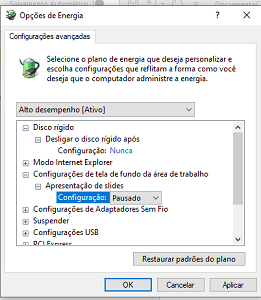 Salvamento Automático
Opções de Energia
Configurações avançadas
Selecione o plano de energia que deseja personalizar e
escolha configurações que reflitam a forma como você
deseja que o computador administre a energia.
Alto desempenho [Ativo]
Disco rígido
Desligar o disco rígido após
Configuração: Nunca
Modo Internet Explorer
Configurações de tela de fundo da área de trabalho
Apresentação de slides
Configuração: Pausado
Configurações de Adaptadores Sem Fio
Suspender
Configurações USB
PCI Express
Restaurar padrões do plano
OK Cancelar Aplicar